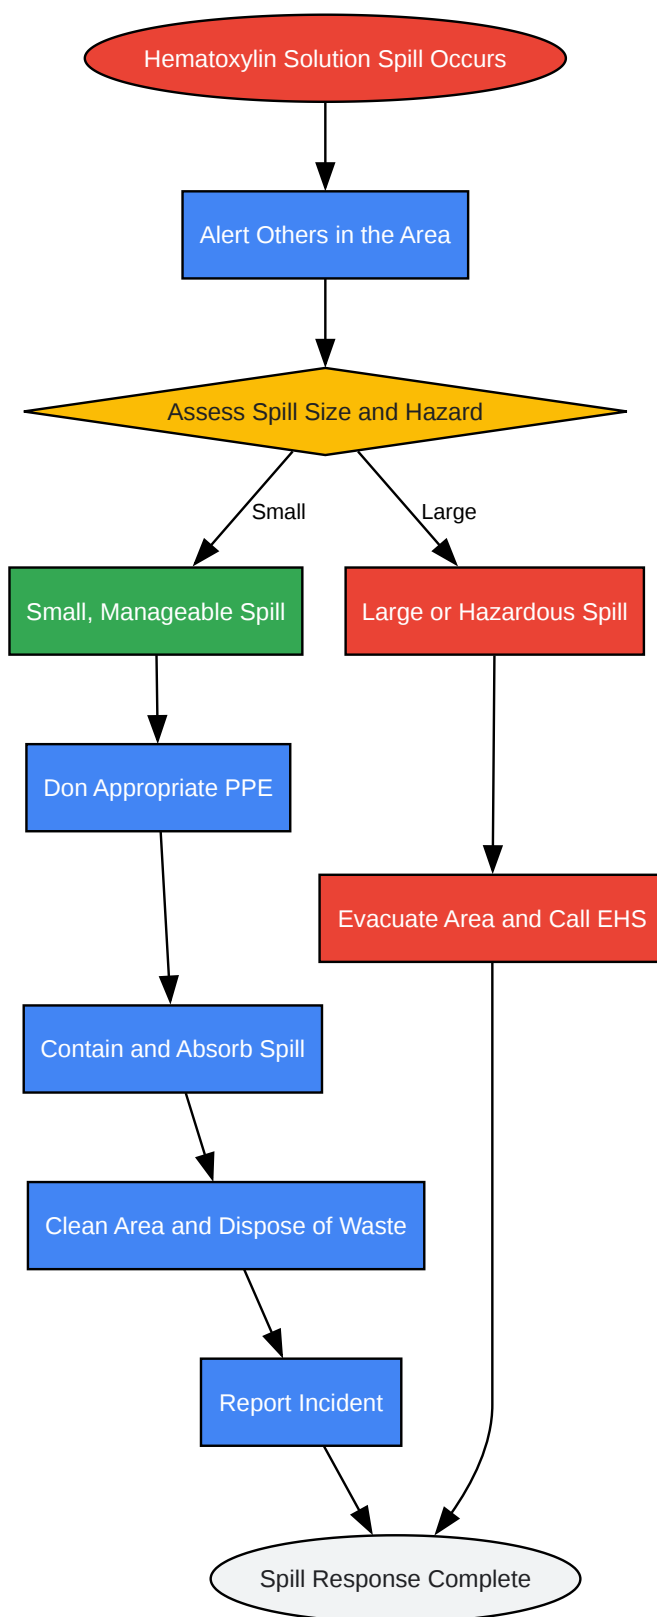 Hematoxylin Solution Spill Occurs
Alert Others in the Area
Assess Spill Size and Hazard
Small
Large
Small, Manageable Spill
Large or Hazardous Spill
Don Appropriate PPE
Evacuate Area and Call EHS
Contain and Absorb Spill
Clean Area and Dispose of Waste
Report Incident
Spill Response Complete